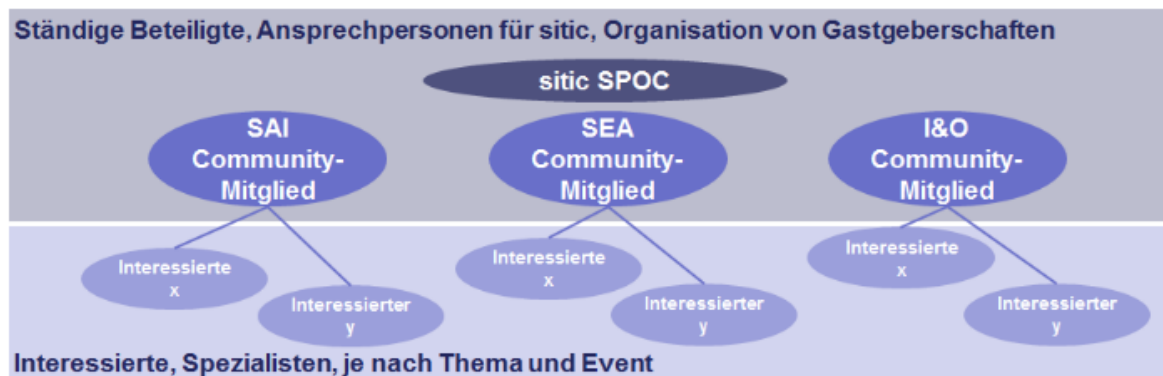 Ständige Beteiligte, Ansprechpersonen für sitic, Organisation von Gastgeberschaften
sitic SPOC
SAI
Community-
Mitglied
SEA
Community-
Mitglied
I&O
Community-
Mitglied
Interessierte
x
Interessierter
y
Interessierte
x
Interessierter
y
Interessierte
x
Interessierter
y
Interessierte, Spezialisten, je nach Thema und Event